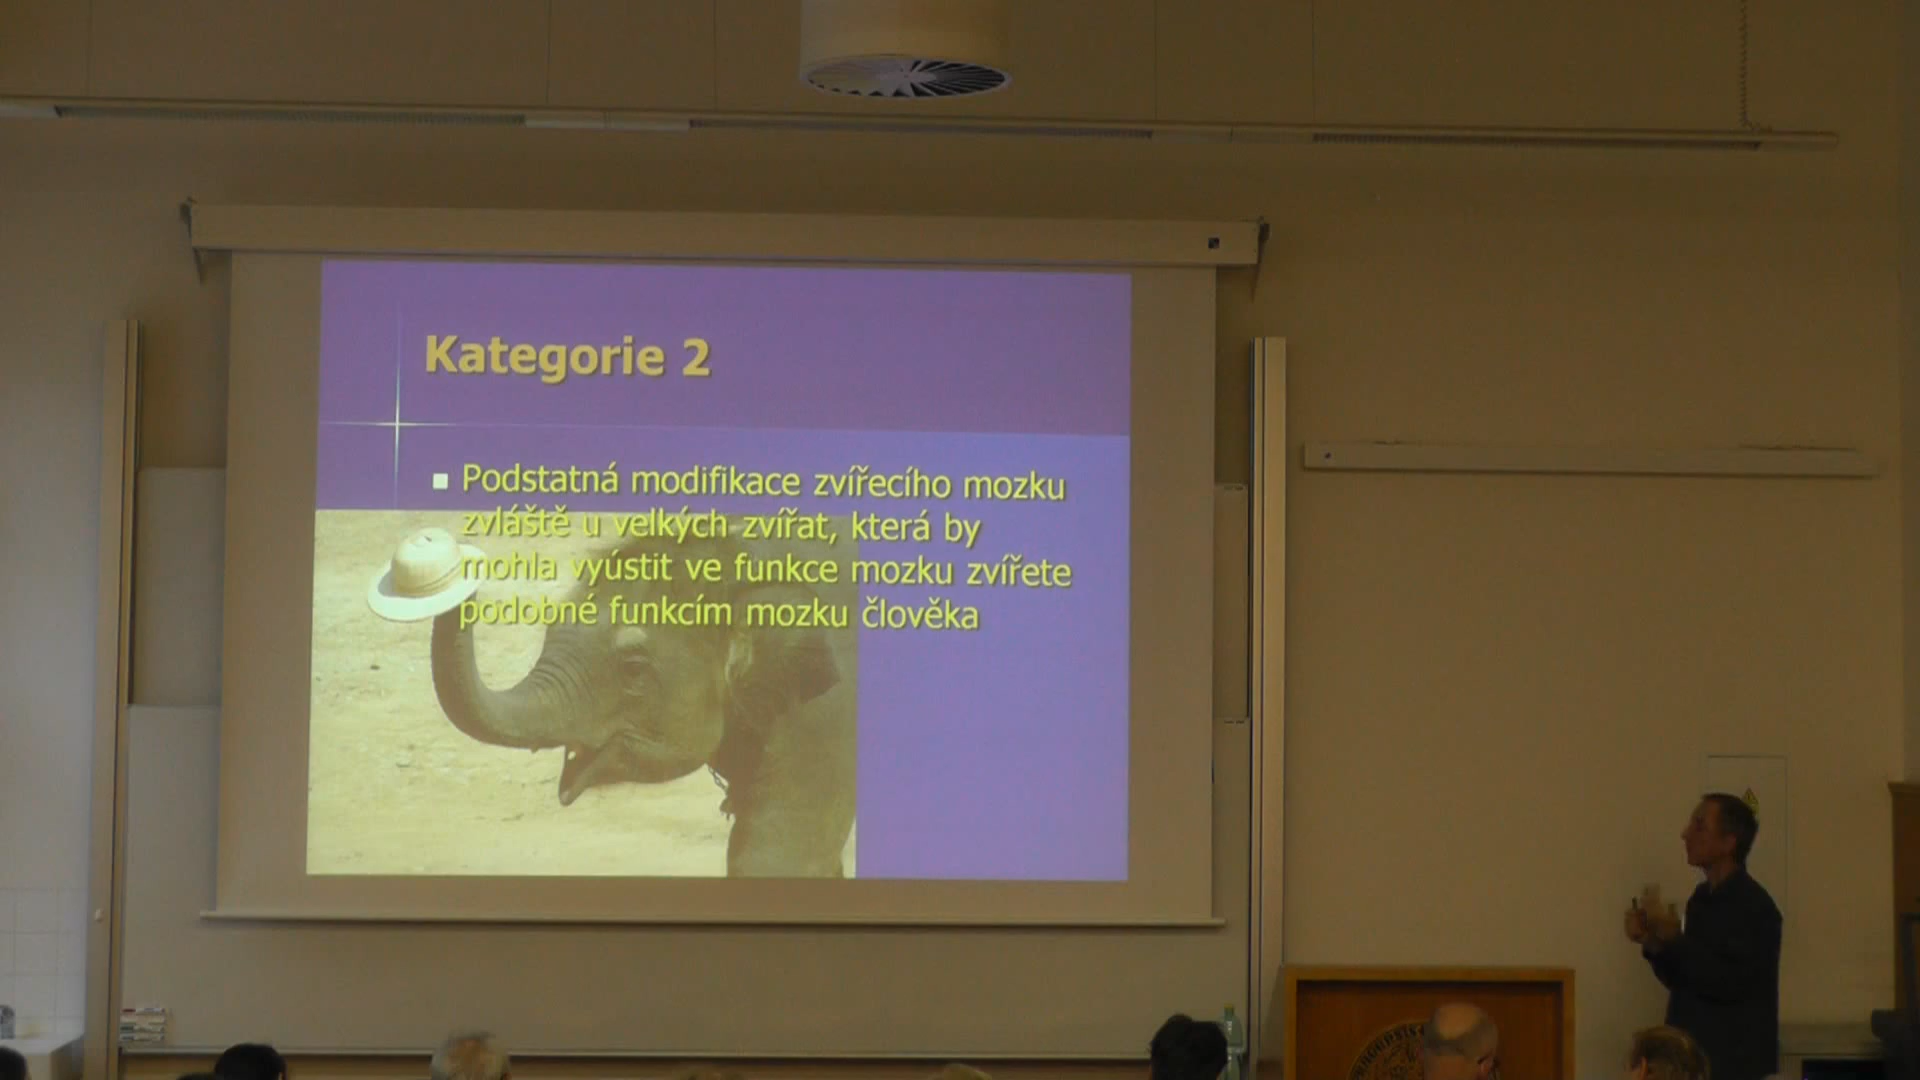 Kategorie 2
Podstatná modifikace zvířecího mozku
zvláště u velkých zvířat, která by
mohla vyústit ve funkce mozku zvířete
podobné funkcím mozku člověka